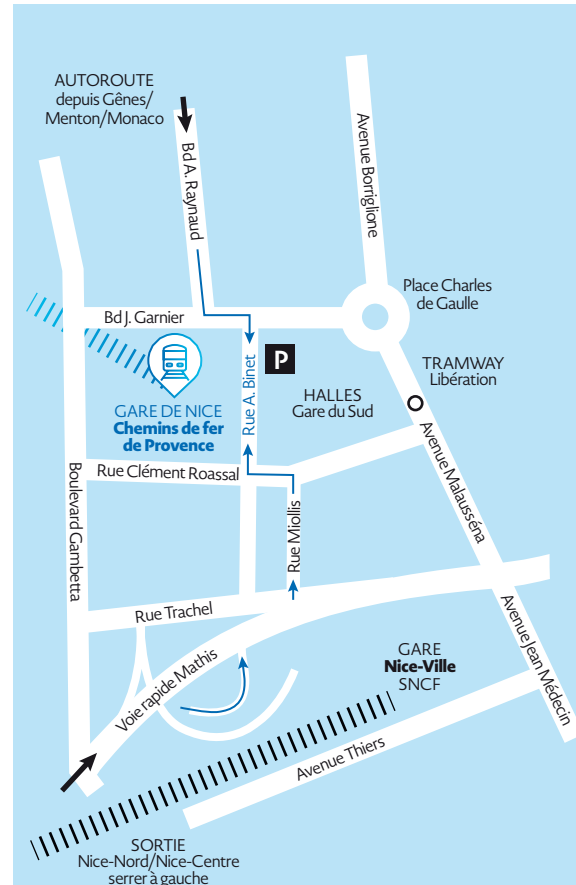 AUTOROUTE
depuis Gênes/
Menton/Monaco
Bd A. Raynaud
Avenue Borriglione
Place Charles
de Gaulle
Bd J. Garnier
P
TRAMWAY
Libération
Rue A. Binet
HALLES
Gare du Sud
GARE DE NICE
Chemins de fer
de Provence
Avenue Malausséna
Rue Clément Roassal
Boulevard Gambetta
Rue Miollis
Rue Trachel
Avenue Jean Médecin
GARE
Nice-Ville
SNCF
Voie rapide Mathis
Avenue Thiers
SORTIE
Nice-Nord/Nice-Centre
serrer à gauche